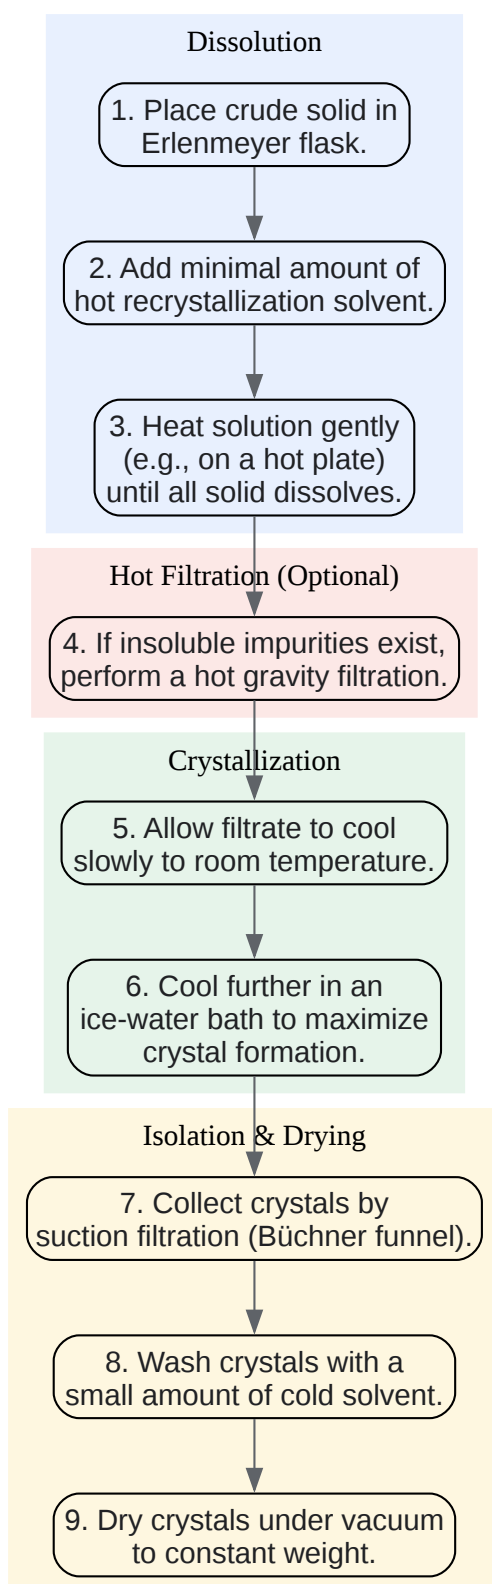 Dissolution
1. Place crude solid in
Erlenmeyer flask.
2. Add minimal amount of
hot recrystallization solvent.
3. Heat solution gently
(e.g., on a hot plate)
until all solid dissolves.
Hot Filtration (Optional)
4. If insoluble impurities exist,
perform a hot gravity filtration.
Crystallization
5. Allow filtrate to cool
slowly to room temperature.
6. Cool further in an
ice-water bath to maximize
crystal formation.
Isolation & Drying
7. Collect crystals by
suction filtration (Büchner funnel).
8. Wash crystals with a
small amount of cold solvent.
9. Dry crystals under vacuum
to constant weight.